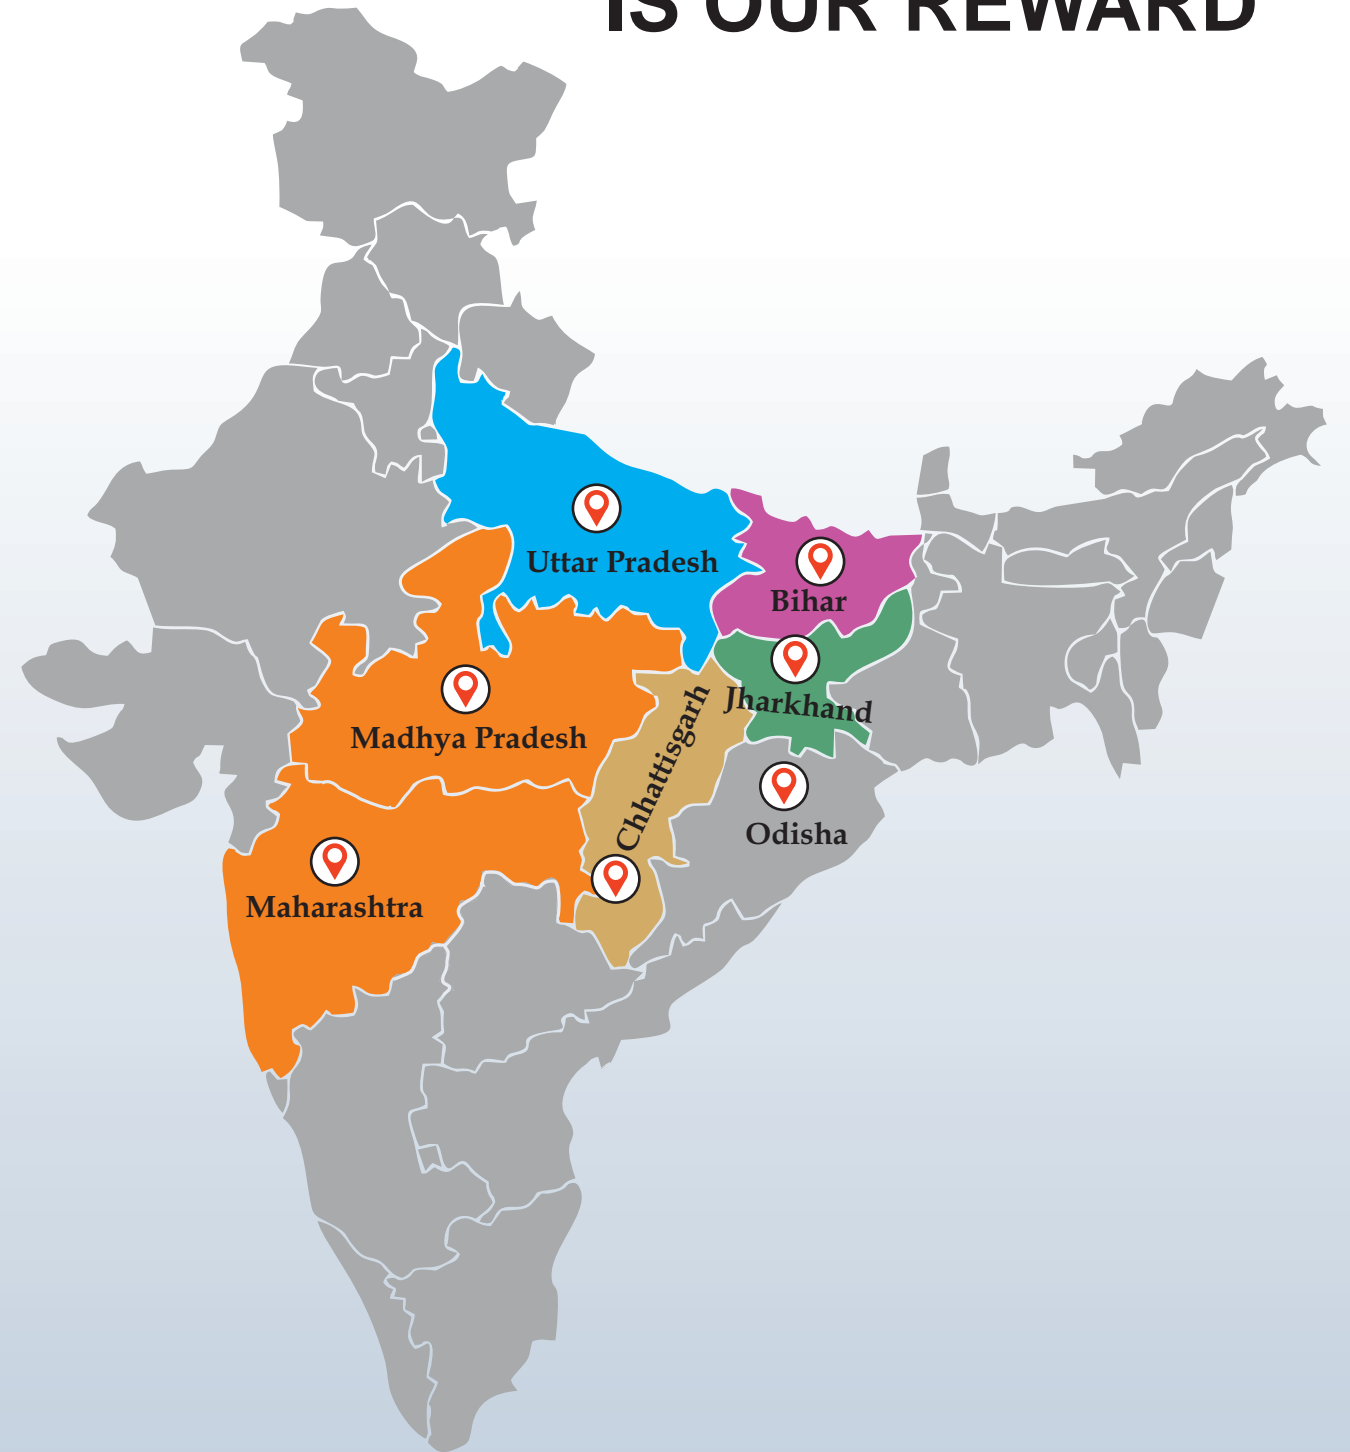 IS OUR REWARD
Uttar Pradesh
Bihar
Jharkhand
Madhya Pradesh
Chhattisgarh
Odisha
Maharashtra